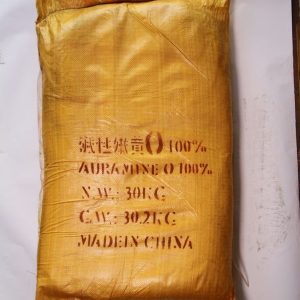 碱性嫩黄O 100%
AURAMINE O 100%
N.W.: 30KG
G.W.: 30.2KG
MADE IN CHINA